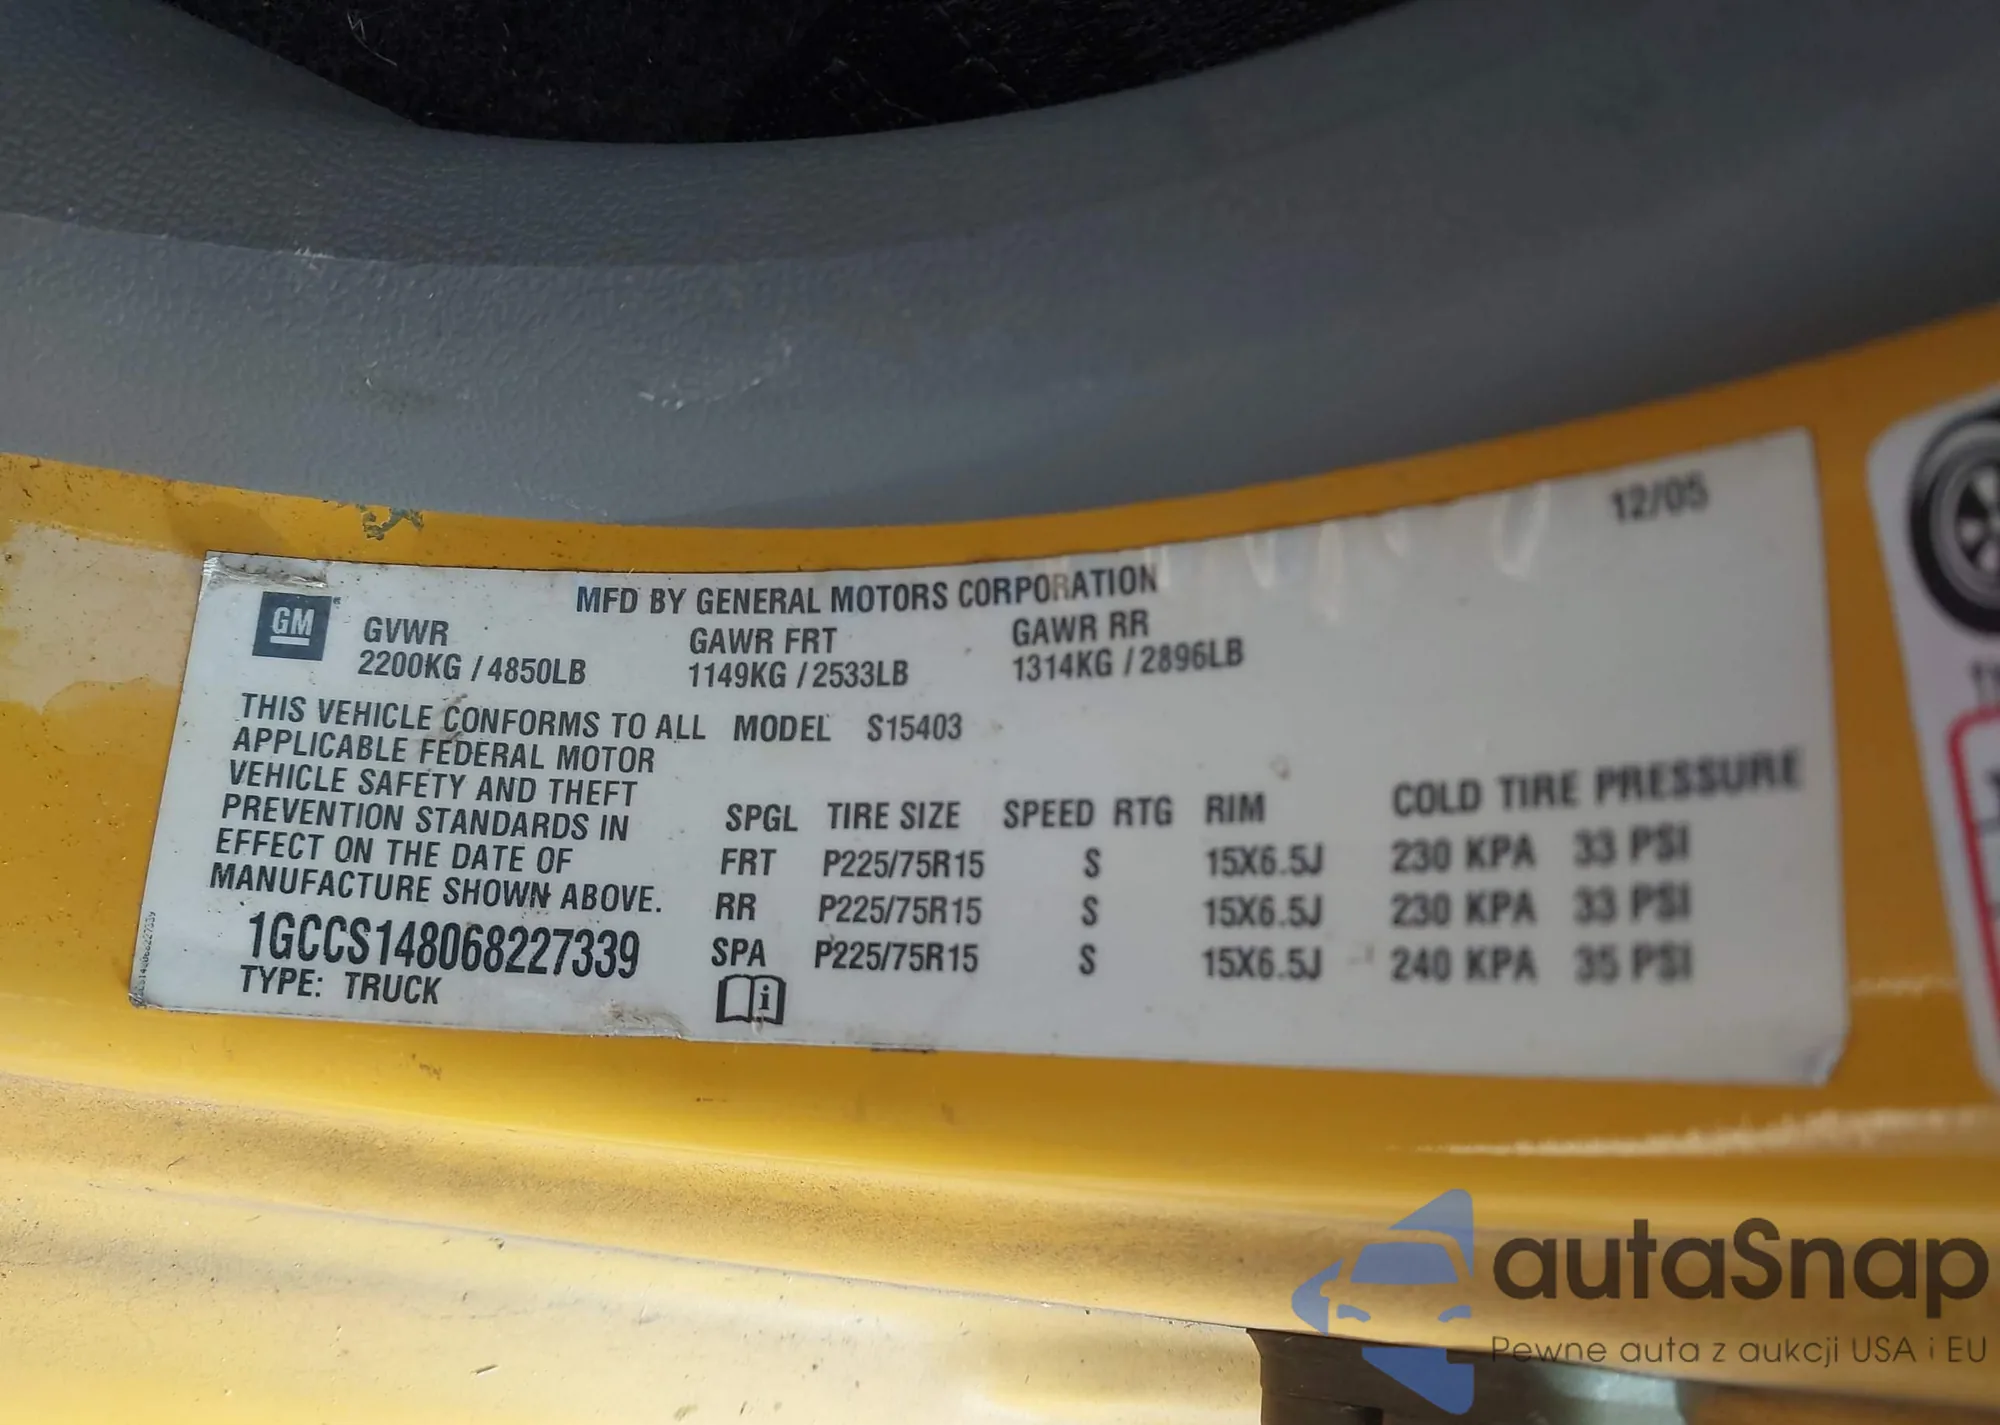 12/05
MFD BY GENERAL MOTORS CORPORATION
GM
GVWR GAWR FRT GAWR RR
2200KG / 4850LB 1149KG / 2533LB 1314KG / 2896LB
THIS VEHICLE CONFORMS TO ALL
APPLICABLE FEDERAL MOTOR
VEHICLE SAFETY AND THEFT
PREVENTION STANDARDS IN
EFFECT ON THE DATE OF
MANUFACTURE SHOWN ABOVE.
1GCCS148068227339
TYPE: TRUCK
MODEL S15403
SPGL TIRE SIZE SPEED RTG RIM COLD TIRE PRESSURE
FRT P225/75R15 S 15X6.5J 230 KPA 33 PSI
RR P225/75R15 S 15X6.5J 230 KPA 33 PSI
SPA P225/75R15 S 15X6.5J 240 KPA 35 PSI
i
autaSnap
Pewne auta z aukcji USA i EU